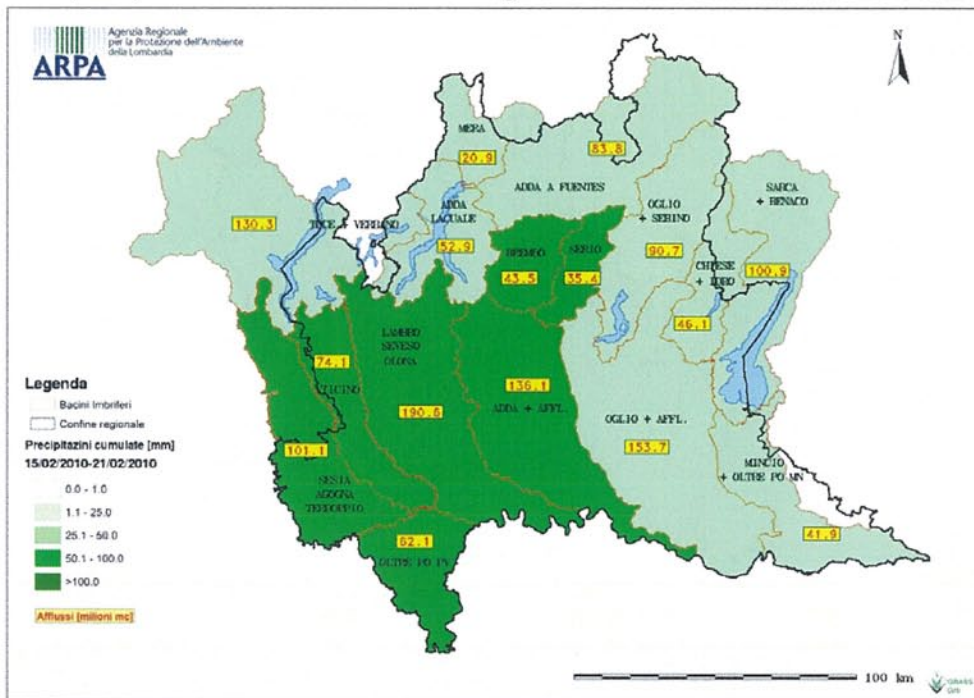 Agenzia Regionale
per la Protezione dell'Ambiente
della Lombardia
ARPA
N
MERA
20.9
83.8
ADDA A FUENTES
SARCA
+ BENACO
OGLIO
+ SERINO
130.3
TOCE + VERBANO
ADDA
LACUALE
52.9
BREMBO
43.5
SERIO
35.4
90.7
CHIESE
+ IDRO
100.9
46.1
LAMBRO
SEVESO
OLONA
74.1
TICINO
190.6
136.1
ADDA + AFFL.
OGLIO + AFFL.
153.7
MINCIO
+ OLTRE PO MN
101.1
SESIA
AGOGNA
TERDOPPIO
62.1
OLTRE PO PV
41.9
Legenda
Bacini Imbriferi
Confine regionale
Precipitazini cumulate [mm]
15/02/2010-21/02/2010
0.0 - 1.0
1.1 - 25.0
25.1 - 50.0
50.1 - 100.0
>100.0
Afflussi [milioni mc]
100 km
GRASS
GIS